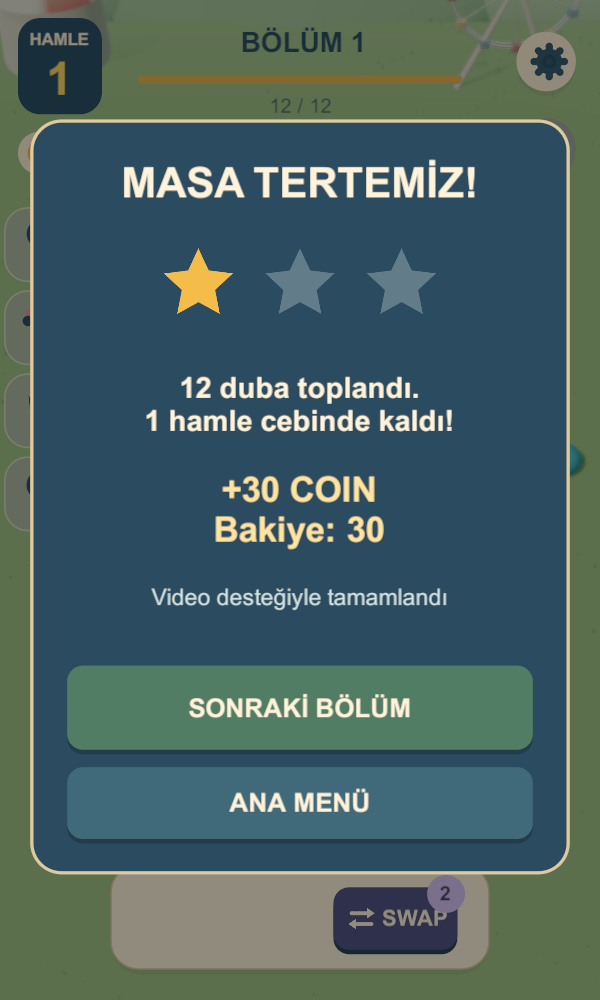 HAMLE
1
BÖLÜM 1
12 / 12
MASA TERTEMİZ!
12 duba toplandı.
1 hamle cebinde kaldı!
+30 COIN
Bakiye: 30
Video desteğiyle tamamlandı
SONRAKİ BÖLÜM
ANA MENÜ
2
SWAP